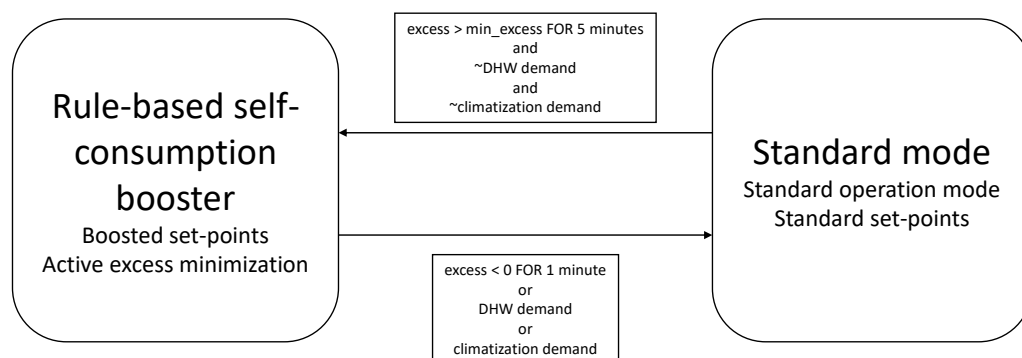 excess > min_excess FOR 5 minutes
and
~DHW demand
and
~climatization demand
Rule-based self-
consumption
booster
Boosted set-points
Active excess minimization
Standard mode
Standard operation mode
Standard set-points
excess < 0 FOR 1 minute
or
DHW demand
or
climatization demand